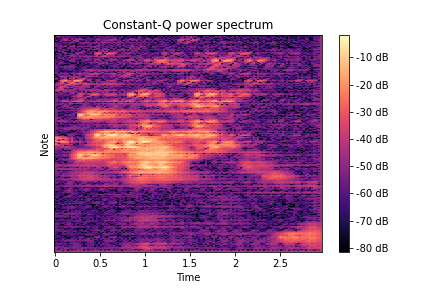 Constant-Q power spectrum
Note
-10 dB
-20 dB
-30 dB
-40 dB
-50 dB
-60 dB
-70 dB
-80 dB
0 0.5 1 1.5 2 2.5
Time